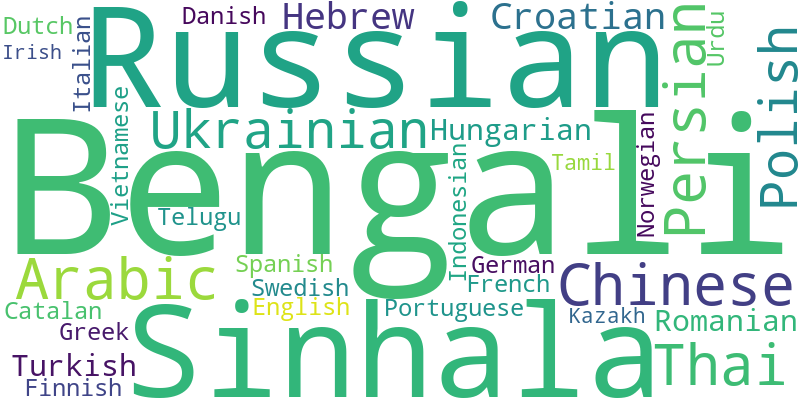 Dutch
Irish
Italian
Danish
Hebrew
Croatian
Urdu
Russian
Persian
Polish
Vietnamese
Ukrainian
Hungarian
Norwegian
Bengali
Indonesian
Tamil
Telugu
Arabic
Spanish
German
Swedish
French
Chinese
Catalan
English
Portuguese
Kazakh
Romanian
Greek
Sinhala
Thai
Turkish
Finnish